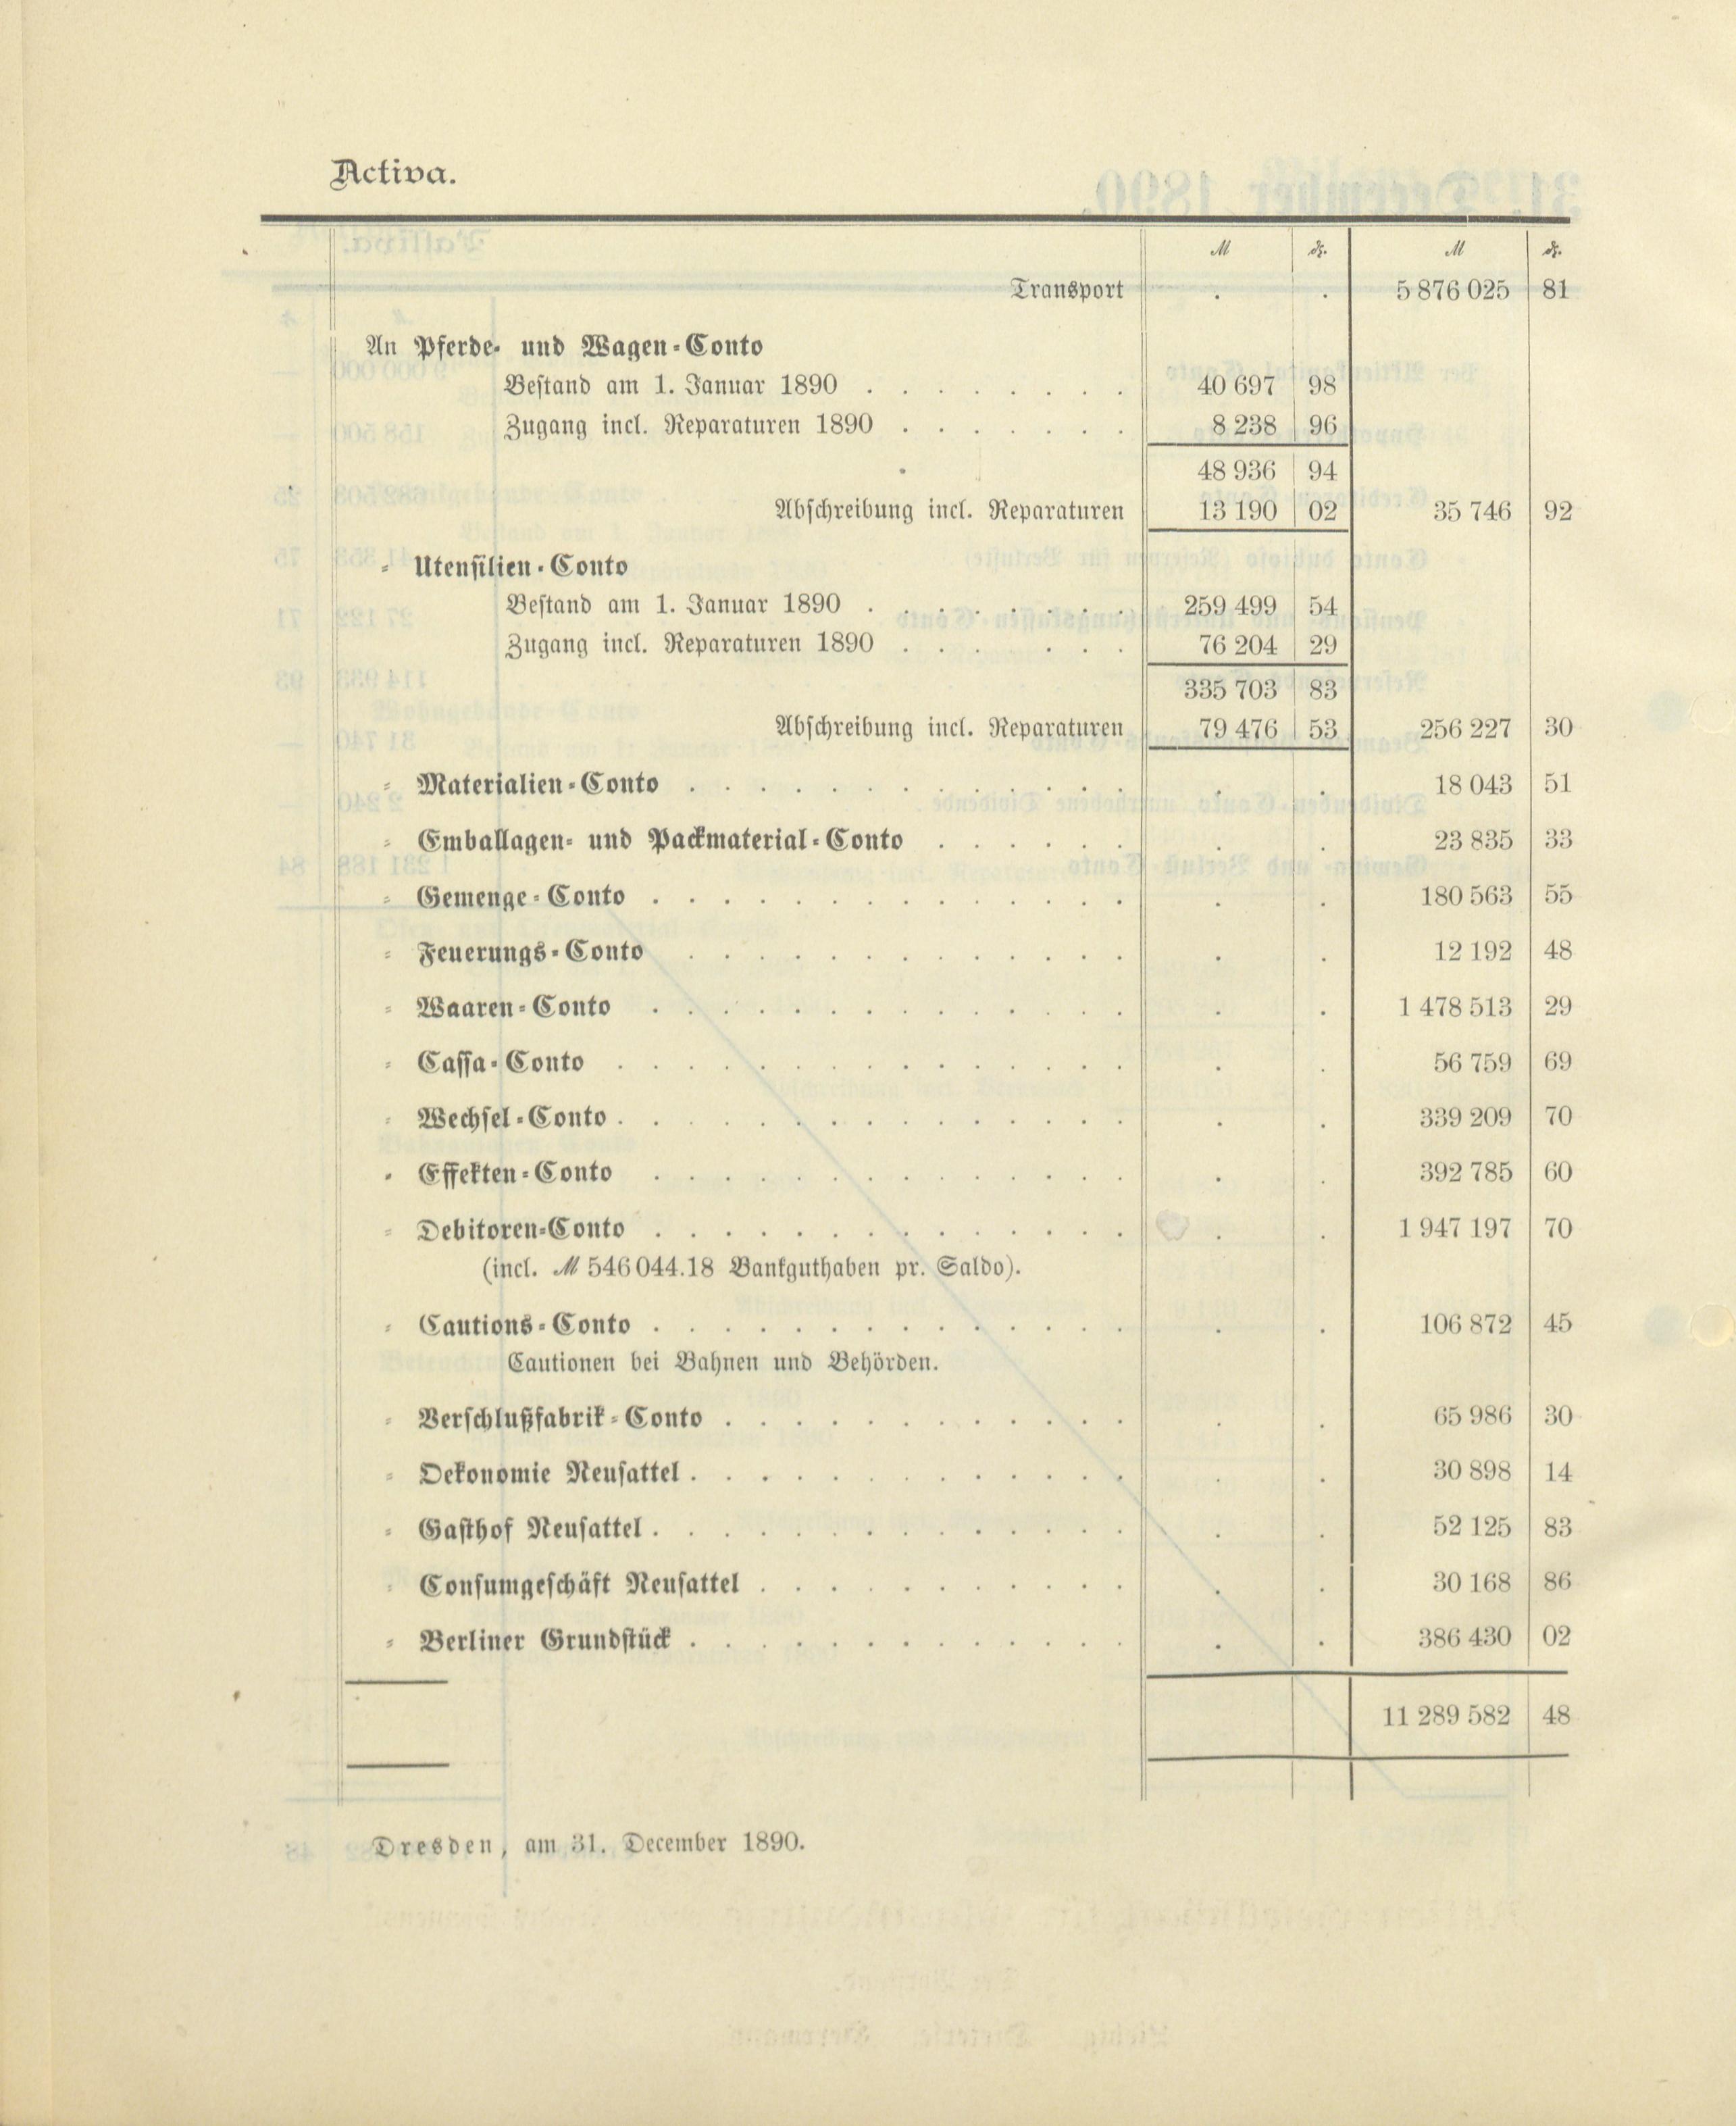 Activa.
ℳ ₰. ℳ ₰.
Transport . . 5 876 025 81
An Pferde- und Wagen-Conto
Bestand am 1. Januar 1890 . . . . . . . . 40 697 98
Zugang incl. Reparaturen 1890 . . . . . . . 8 238 96
48 936 94
Abschreibung incl. Reparaturen 13 190 02 35 746 92
= Utensilien-Conto
Bestand am 1. Januar 1890 . . . . . . . . 259 499 54
Zugang incl. Reparaturen 1890 . . . . . . 76 204 29
335 703 83
Abschreibung incl. Reparaturen 79 476 53 256 227 30
= Materialien-Conto . . . . . . . . . . . . . . . 18 043 51
= Emballagen- und Packmaterial-Conto . . . . . . . . 23 835 33
= Gemenge-Conto . . . . . . . . . . . . . . . . 180 563 55
= Feuerungs-Conto . . . . . . . . . . . . . . . 12 192 48
= Waaren-Conto . . . . . . . . . . . . . . . . 1 478 513 29
= Cassa-Conto . . . . . . . . . . . . . . . . . 56 759 69
= Wechsel-Conto . . . . . . . . . . . . . . . . . 339 209 70
= Effekten-Conto . . . . . . . . . . . . . . . . 392 785 60
= Debitoren-Conto . . . . . . . . . . . . . . . . 1 947 197 70
(incl. ℳ 546 044.18 Bankguthaben pr. Saldo).
= Cautions-Conto . . . . . . . . . . . . . . . . 106 872 45
Cautionen bei Bahnen und Behörden.
= Verschlußfabrik-Conto . . . . . . . . . . . . . . 65 986 30
= Oekonomie Neusattel . . . . . . . . . . . . . . . 30 898 14
= Gasthof Neusattel . . . . . . . . . . . . . . . . 52 125 83
= Consumgeschäft Neusattel . . . . . . . . . . . . . 30 168 86
= Berliner Grundstück . . . . . . . . . . . . . . . 386 430 02
11 289 582 48
Dresden, am 31. December 1890.